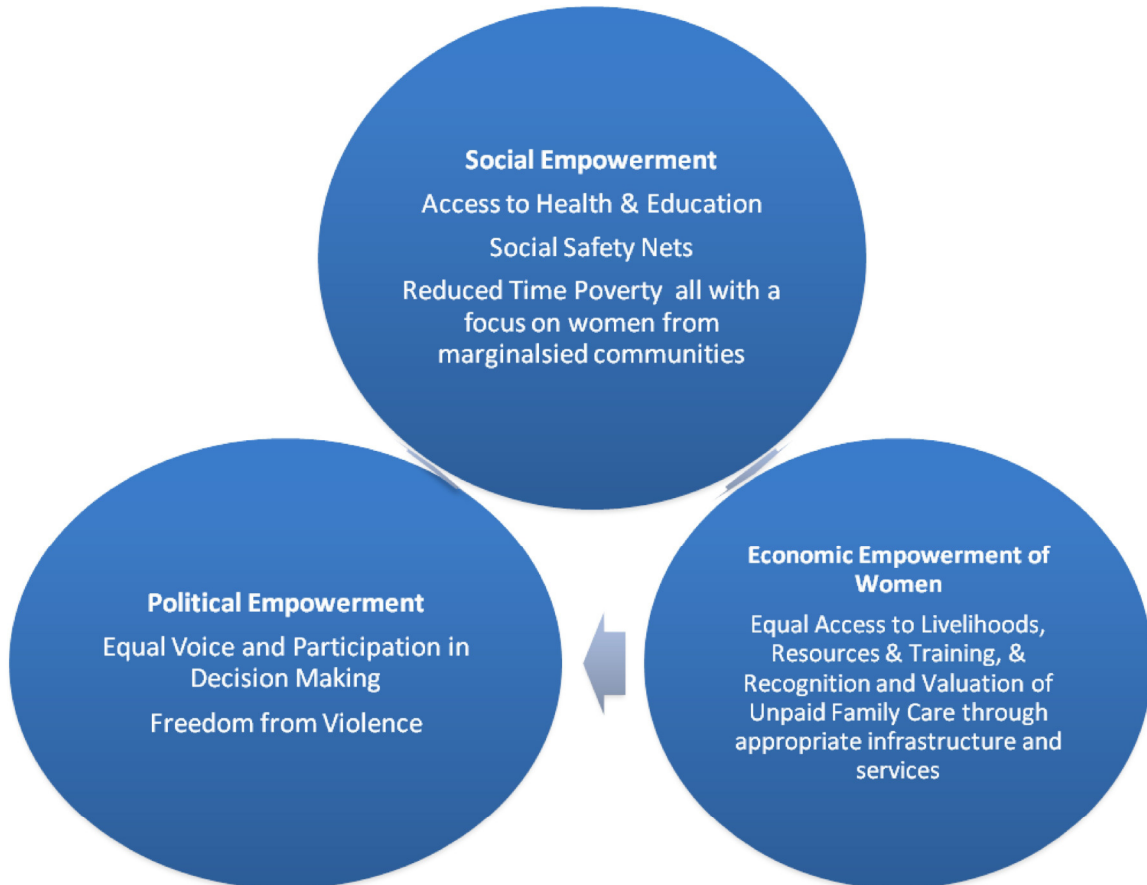 Social Empowerment
Access to Health & Education
Social Safety Nets
Reduced Time Poverty  all with a
focus on women from
marginalsied communities
Political Empowerment
Equal Voice and Participation in
Decision Making
Freedom from Violence
Economic Empowerment of
Women
Equal Access to Livelihoods,
Resources & Training, &
Recognition and Valuation of
Unpaid Family Care through
appropriate infrastructure and
services